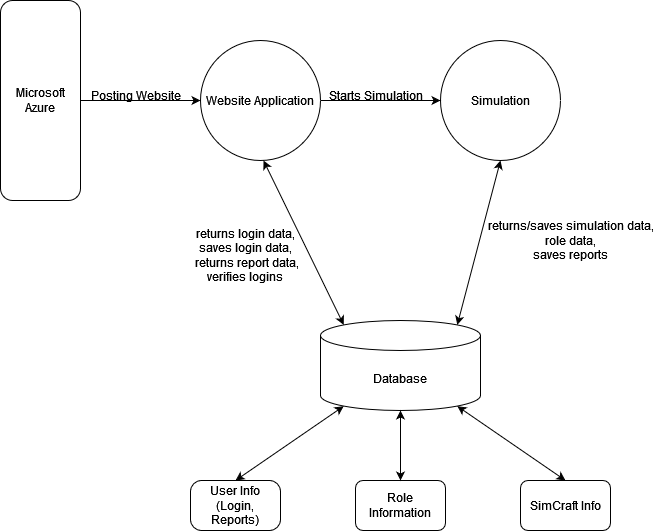 Microsoft
Azure
Posting Website
Website Application
Starts Simulation
Simulation
returns login data,
saves login data,
returns report data,
verifies logins
returns/saves simulation data,
role data,
saves reports
Database
User Info
(Login,
Reports)
Role
Information
SimCraft Info